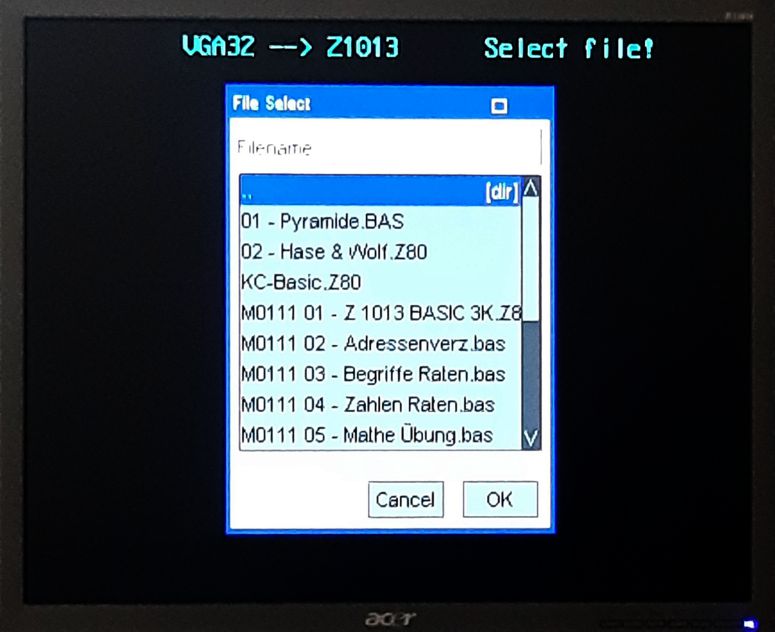 VGA32 --> Z1013 Select file!
File Select
Filename
.. [dir]
01 - Pyramide.BAS
02 - Hase & Wolf.Z80
KC-Basic.Z80
M0111 01 - Z 1013 BASIC 3K.Z8
M0111 02 - Adressenverz.bas
M0111 03 - Begriffe Raten.bas
M0111 04 - Zahlen Raten.bas
M0111 05 - Mathe Übung.bas
Cancel OK
acer